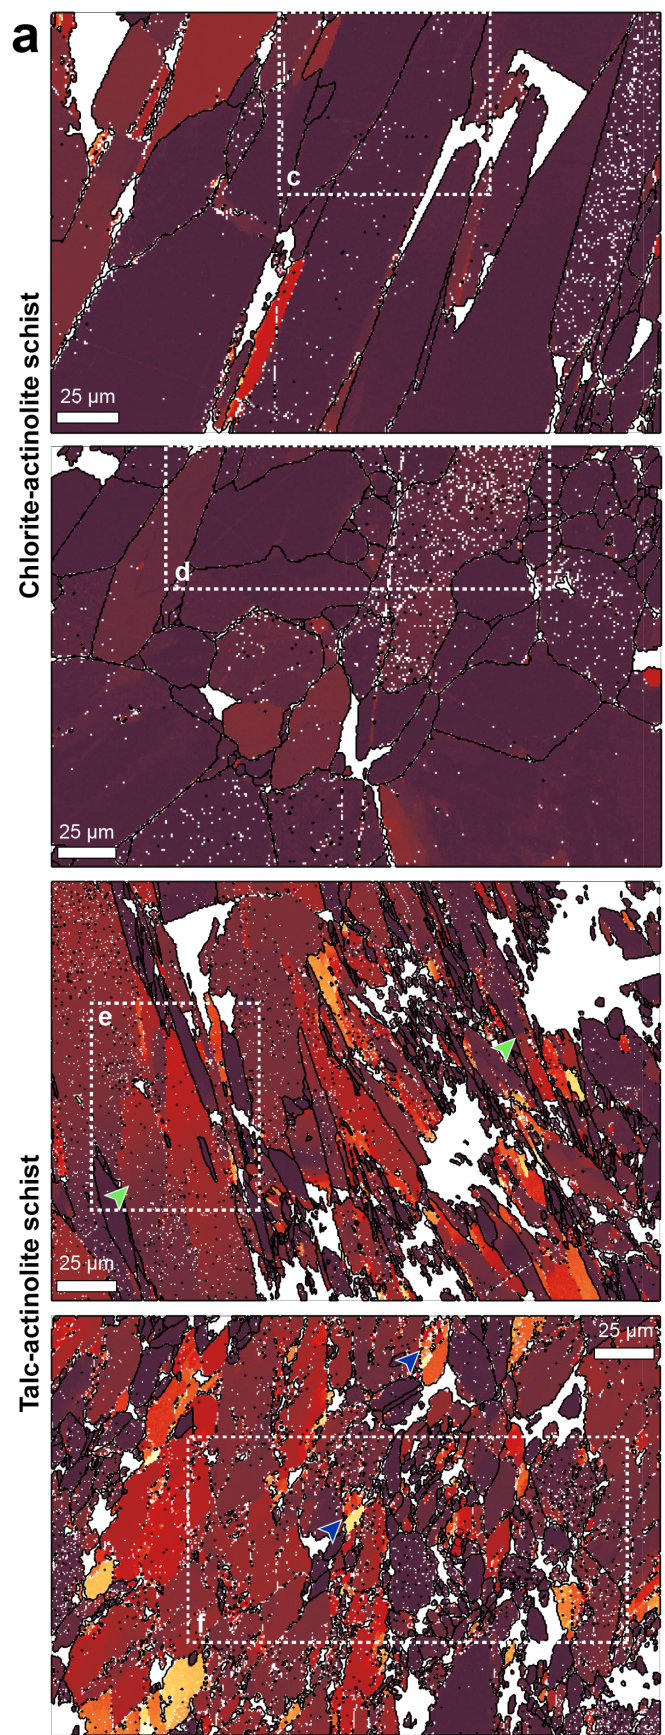 a
Chlorite-actinolite schist
c
25 µm
d
25 µm
Talc-actinolite schist
e
25 µm
25 µm
f